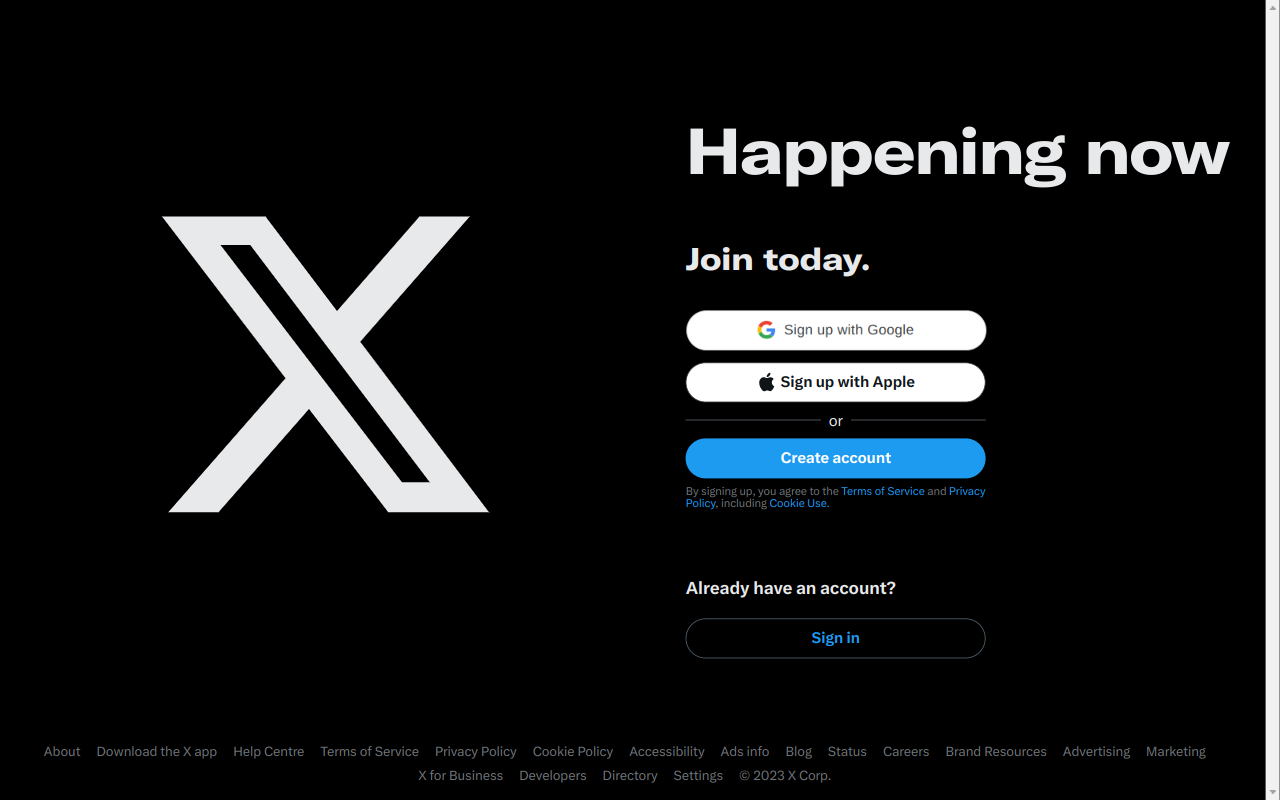 Happening now
Join today.
Sign up with Google
Sign up with Apple
or
Create account
By signing up, you agree to the Terms of Service and Privacy
Policy, including Cookie Use.
Already have an account?
Sign in
About Download the X app Help Centre Terms of Service Privacy Policy Cookie Policy Accessibility Ads info Blog Status Careers Brand Resources Advertising Marketing
X for Business Developers Directory Settings © 2023 X Corp.